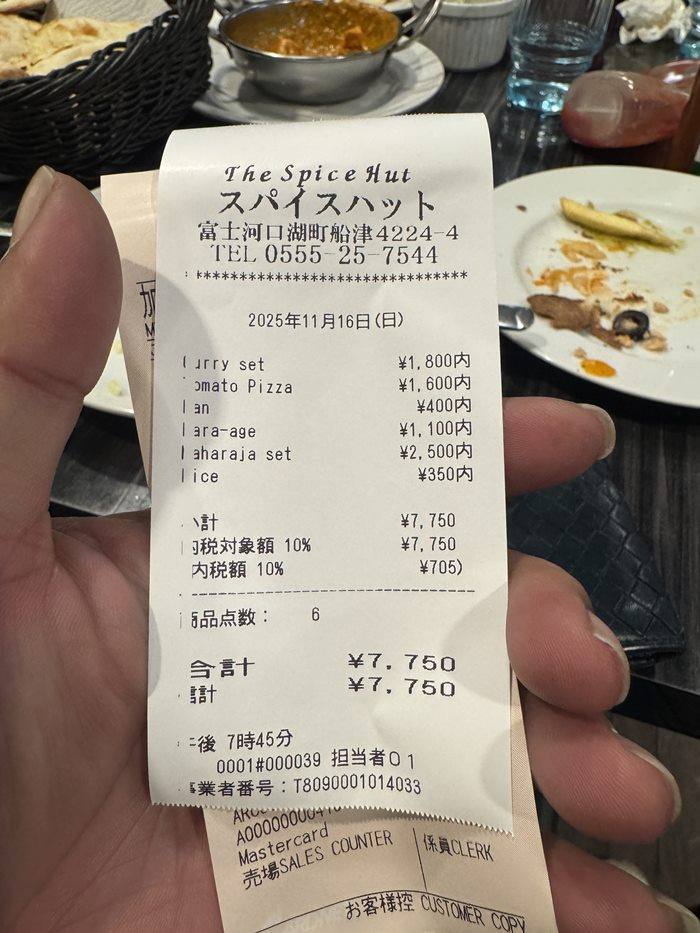 The Spice Hut
スパイスハット
富士河口湖町船津4224-4
TEL 0555-25-7544
*******************************
2025年11月16日(日)
urry set ¥1,800内
omato Pizza ¥1,600内
an ¥400内
ara-age ¥1,100内
aharaja set ¥2,500内
ice ¥350内
計 ¥7,750
税対象額 10% ¥7,750
内税額 10% ¥705)
品点数: 6
合計 ¥7,750
計 ¥7,750
後 7時45分
0001#000039 担当者01
業者番号:T8090001014033
Mastercard
売場SALES COUNTER 係員CLERK
お客様控 CUSTOMER COPY